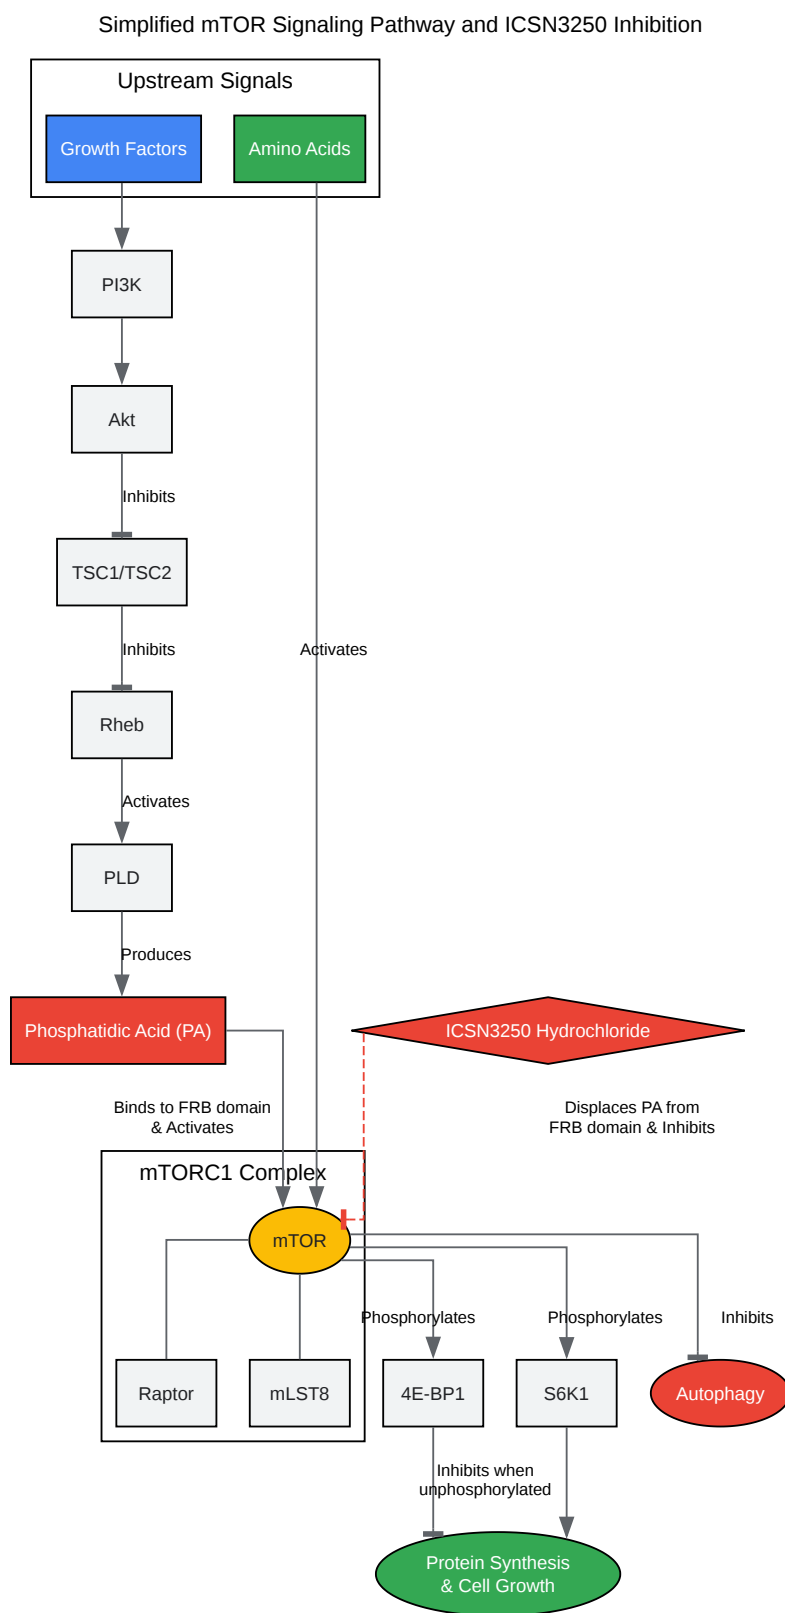 Simplified mTOR Signaling Pathway and ICSN3250 Inhibition
Upstream Signals
Growth Factors
Amino Acids
PI3K
Akt
Inhibits
TSC1/TSC2
Inhibits
Activates
Rheb
Activates
PLD
Produces
Phosphatidic Acid (PA)
ICSN3250 Hydrochloride
Binds to FRB domain
& Activates
Displaces PA from
FRB domain & Inhibits
mTORC1 Complex
mTOR
Phosphorylates
Phosphorylates
Inhibits
Raptor
mLST8
4E-BP1
S6K1
Autophagy
Inhibits when
unphosphorylated
Protein Synthesis
& Cell Growth